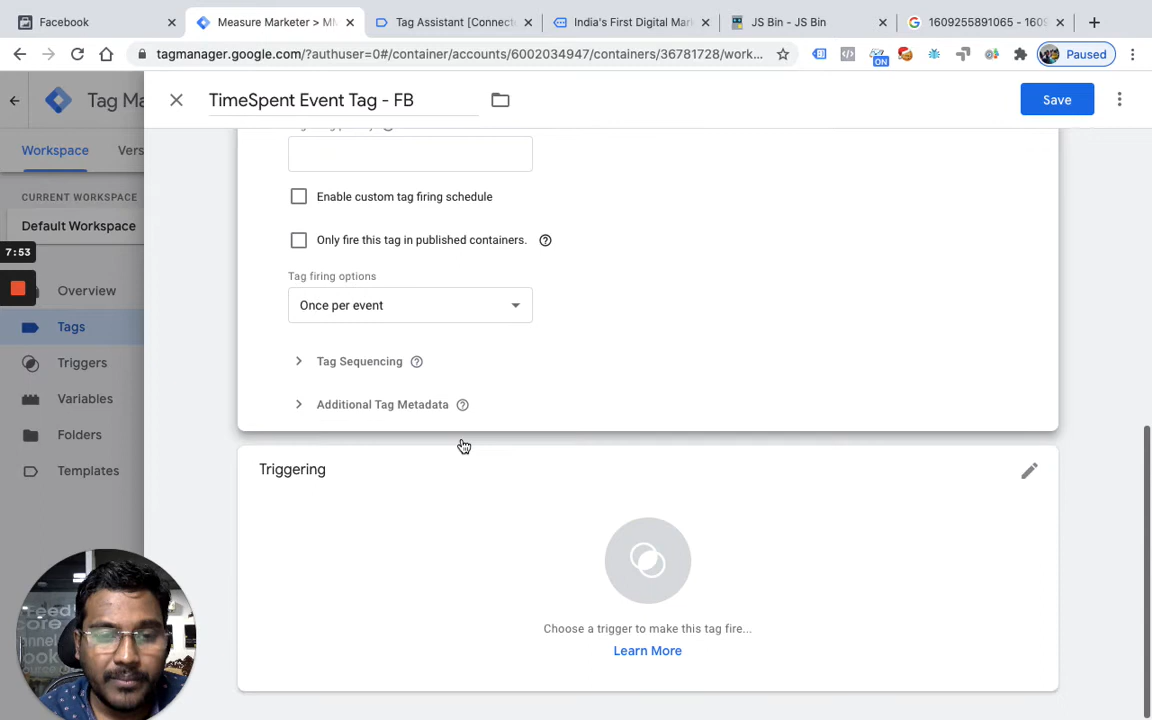 Facebook
Measure Marketer > MM
Tag Assistant [Connect
India's First Digital Mark
JS Bin - JS Bin
1609255891065 - 1609
tagmanager.google.com/?authuser=0#/container/accounts/6002034947/containers/36781728/work...
ON
Paused
Tag Ma
TimeSpent Event Tag - FB
Save
Workspace
Vers
CURRENT WORKSPACE
Default Workspace
7:53
Overview
Tags
Triggers
Variables
Folders
Templates
Enable custom tag firing schedule
Only fire this tag in published containers.
Tag firing options
Once per event
Tag Sequencing
Additional Tag Metadata
Triggering
Choose a trigger to make this tag fire...
Learn More